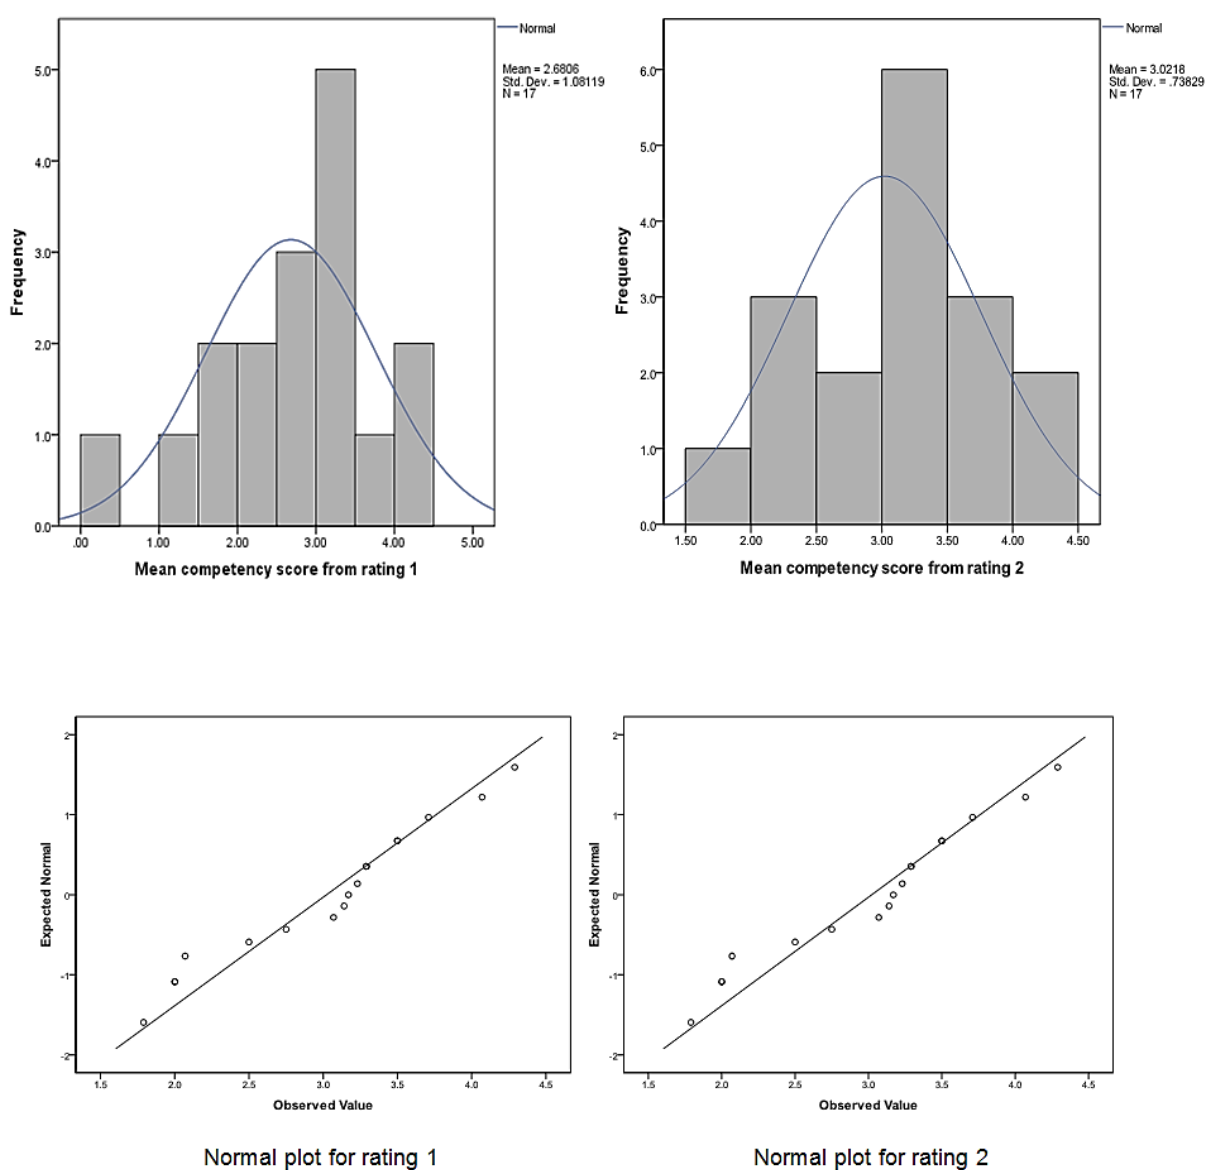 Normal
Mean = 2.6806
Std. Dev. = 1.08119
N = 17
5.0
4.0
3.0
2.0
1.0
0.0
Frequency
.00 1.00 2.00 3.00 4.00 5.00
Mean competency score from rating 1
Normal
Mean = 3.0218
Std. Dev. = .73829
N = 17
6.0
5.0
4.0
3.0
2.0
1.0
0.0
Frequency
1.50 2.00 2.50 3.00 3.50 4.00 4.50
Mean competency score from rating 2
2
1
0
-1
-2
Expected Normal
1.5 2.0 2.5 3.0 3.5 4.0 4.5
Observed Value
Normal plot for rating 1
2
1
0
-1
-2
Expected Normal
1.5 2.0 2.5 3.0 3.5 4.0 4.5
Observed Value
Normal plot for rating 2